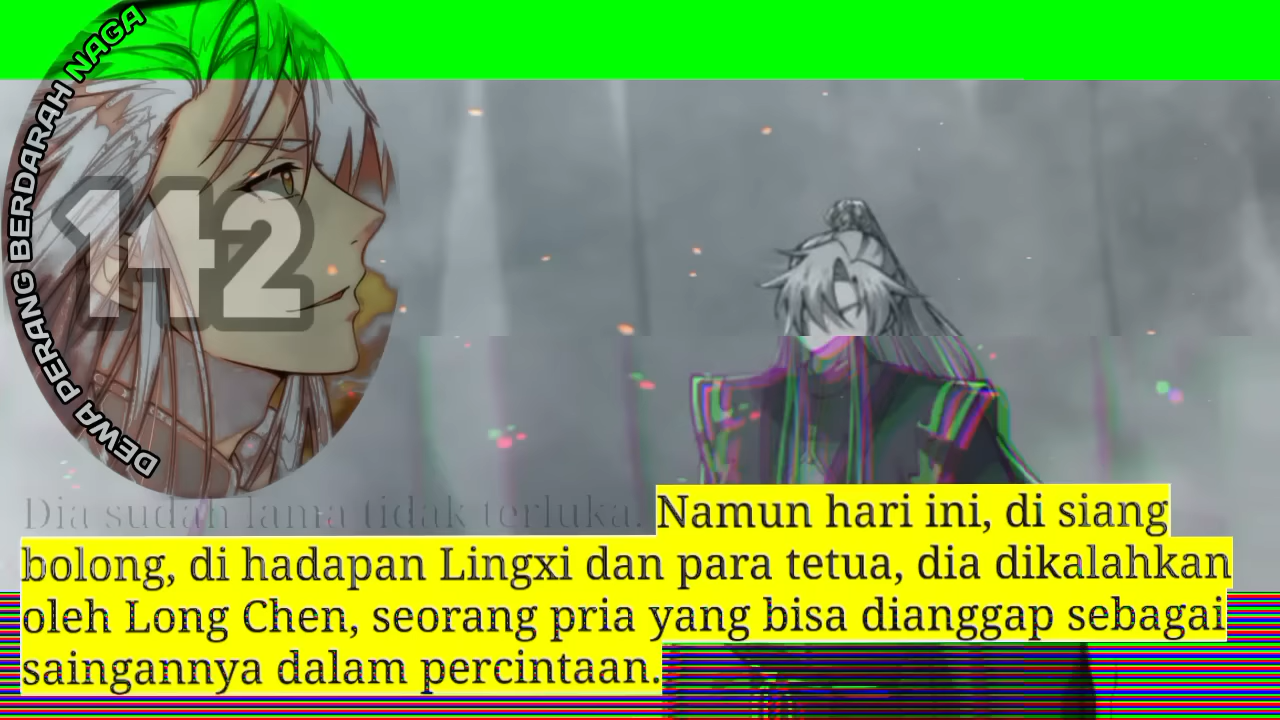 DEWA PERANG BERDARAH NAGA
142
Dia sudah lama tidak terluka. Namun hari ini, di siang
bolong, di hadapan Lingxi dan para tetua, dia dikalahkan
oleh Long Chen, seorang pria yang bisa dianggap sebagai
saingannya dalam percintaan.